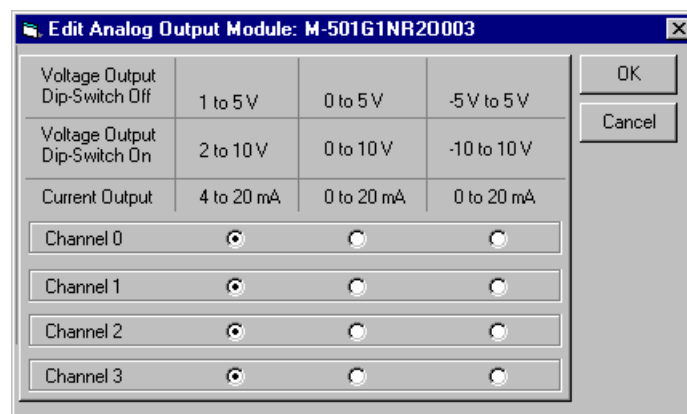 Edit Analog Output Module: M-501G1NR2O003
Voltage Output
Dip-Switch Off
1 to 5 V
0 to 5 V
-5 V to 5 V
OK
Voltage Output
Dip-Switch On
2 to 10 V
0 to 10 V
-10 to 10 V
Cancel
Current Output
4 to 20 mA
0 to 20 mA
0 to 20 mA
Channel 0
Channel 1
Channel 2
Channel 3